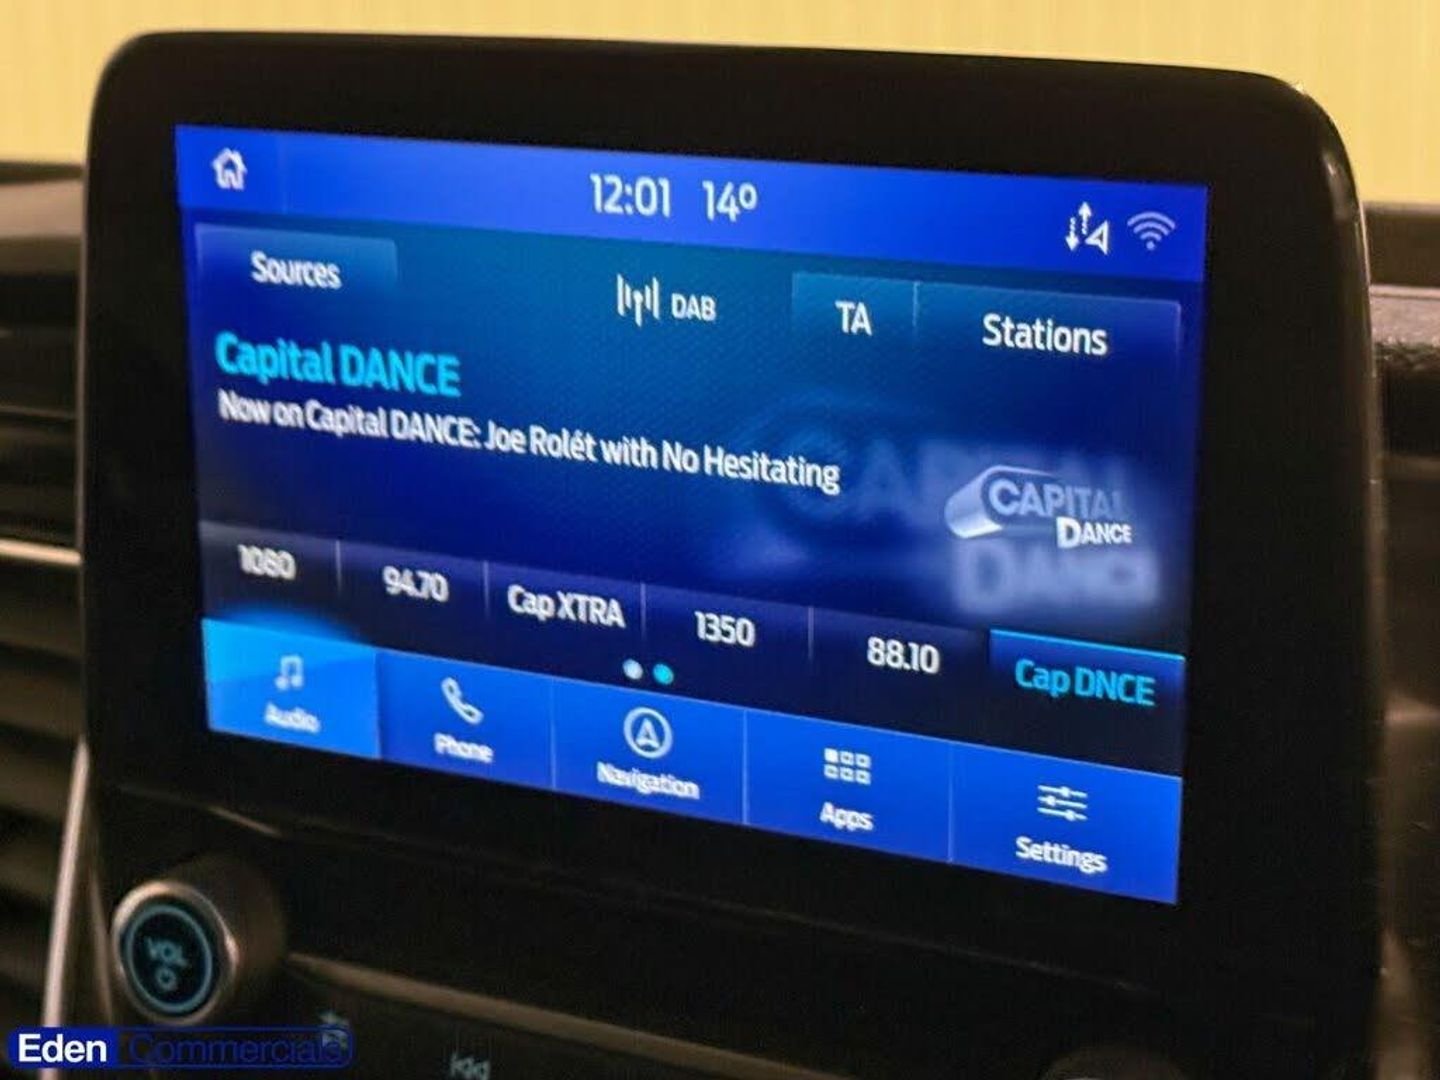 12:01 14°
Sources
DAB
TA
Stations
Capital DANCE
Now on Capital DANCE: Joe Rolét with No Hesitating
CAPITAL
DANCE
1080
94.70
Cap XTRA
1350
88.10
Cap DNCE
Audio
Phone
Navigation
Apps
Settings
VOL
Eden Commercials